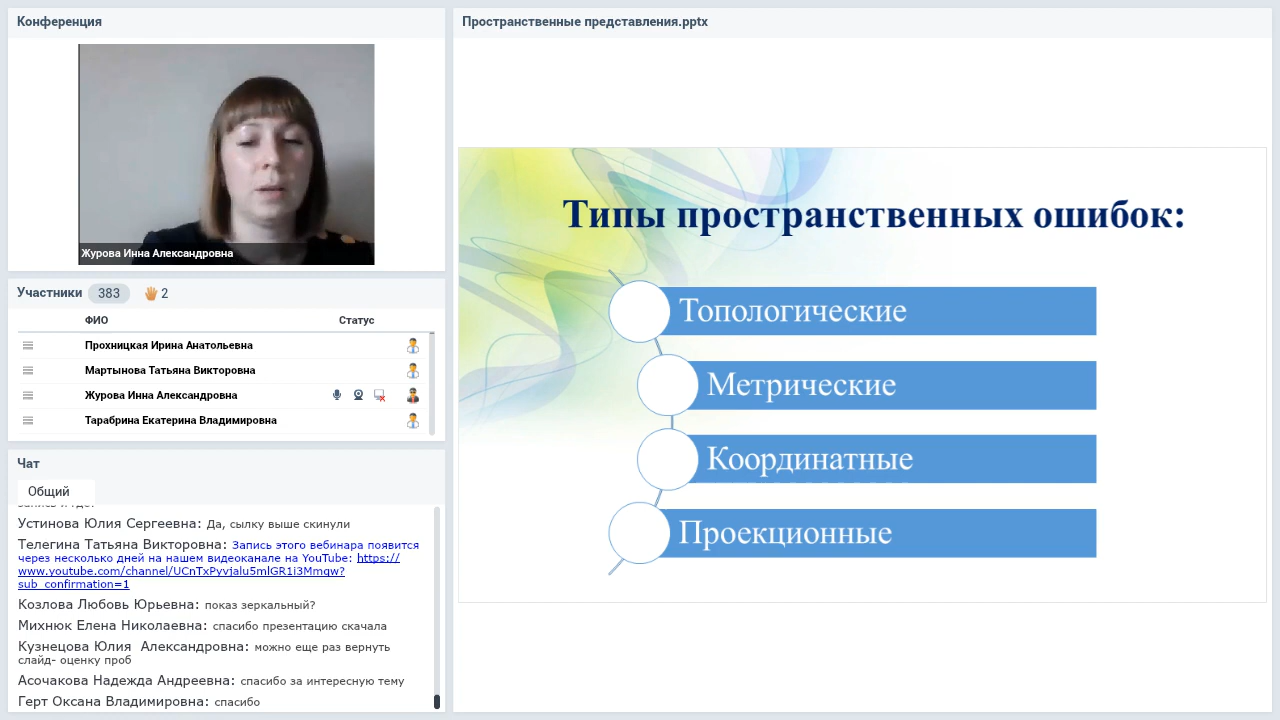 Конференция
Журова Инна Александровна
Участники 383 2
ФИО Статус
Прохницкая Ирина Анатольевна
Мартынова Татьяна Викторовна
Журова Инна Александровна
Тарабрина Екатерина Владимировна
Чат
Общий
Устинова Юлия Сергеевна: Да, сылку выше скинули
Телегина Татьяна Викторовна: Запись этого вебинара появится
через несколько дней на нашем видеоканале на YouTube: https://
www.youtube.com/channel/UCnTxPyvjalu5mlGR1i3Mmqw?
sub_confirmation=1
Козлова Любовь Юрьевна: показ зеркальный?
Михнюк Елена Николаевна: спасибо презентацию скачала
Кузнецова Юлия Александровна: можно еще раз вернуть
слайд- оценку проб
Асочакова Надежда Андреевна: спасибо за интересную тему
Герт Оксана Владимировна: спасибо
Пространственные представления.pptx
Типы пространственных ошибок:
Топологические
Метрические
Координатные
Проекционные